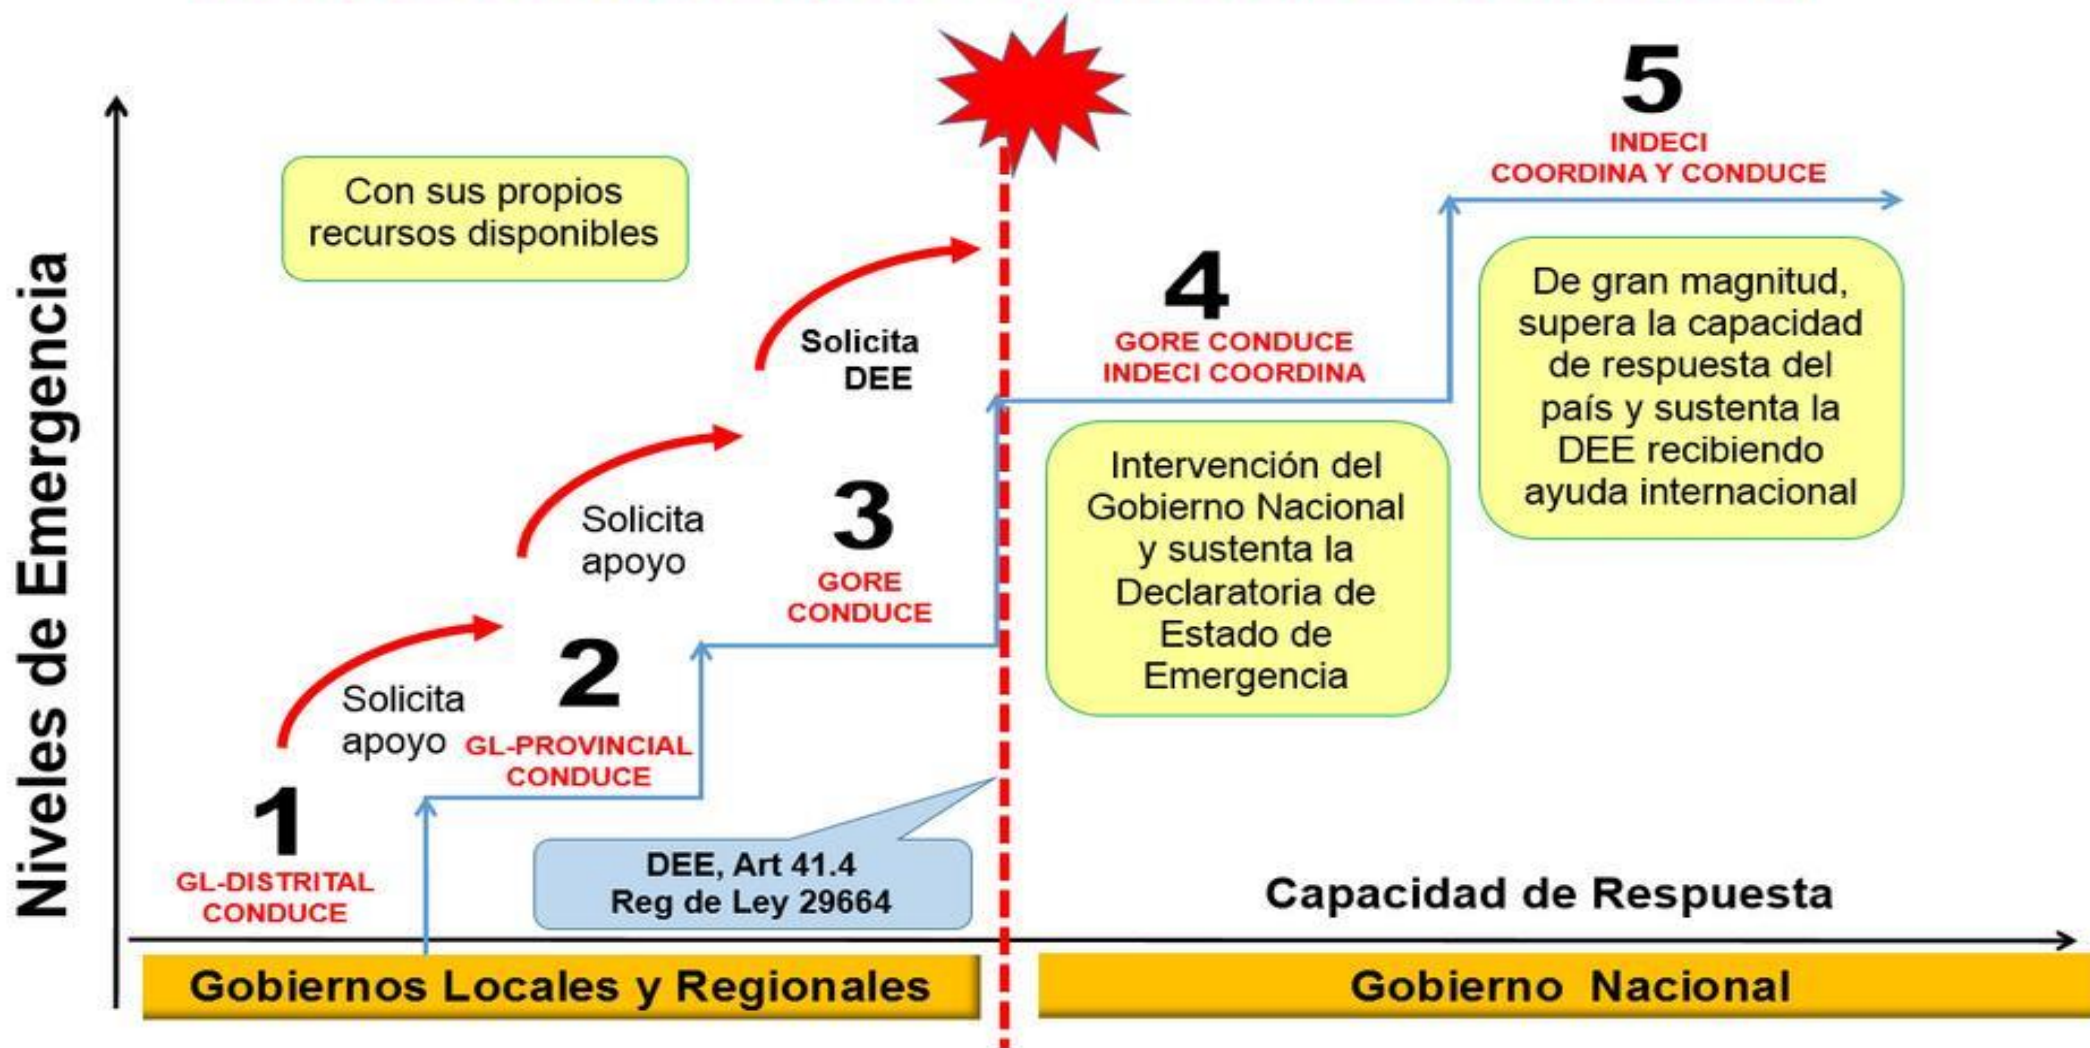 5
INDECI
COORDINA Y CONDUCE
Con sus propios
recursos disponibles
De gran magnitud,
supera la capacidad
de respuesta del
país y sustenta la
DEE recibiendo
ayuda internacional
4
GORE CONDUCE
INDECI COORDINA
Solicita
DEE
Intervención del
Gobierno Nacional
y sustenta la
Declaratoria de
Estado de
Emergencia
3
GORE
CONDUCE
Solicita
apoyo
2
GL-PROVINCIAL
CONDUCE
Solicita
apoyo
1
GL-DISTRITAL
CONDUCE
DEE, Art 41.4
Reg de Ley 29664
Niveles de Emergencia
Capacidad de Respuesta
Gobiernos Locales y Regionales
Gobierno Nacional